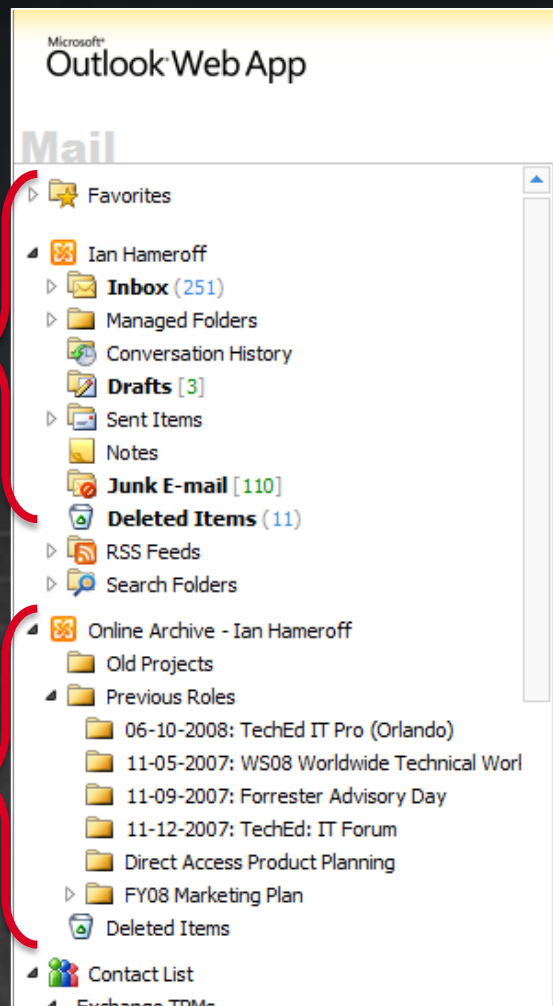 Microsoft®
Outlook Web App
Mail
Favorites
Ian Hameroff
Inbox (251)
Managed Folders
Conversation History
Drafts [3]
Sent Items
Notes
Junk E-mail [110]
Deleted Items (11)
RSS Feeds
Search Folders
Online Archive - Ian Hameroff
Old Projects
Previous Roles
06-10-2008: TechEd IT Pro (Orlando)
11-05-2007: WS08 Worldwide Technical Worl
11-09-2007: Forrester Advisory Day
11-12-2007: TechEd: IT Forum
Direct Access Product Planning
FY08 Marketing Plan
Deleted Items
Contact List
Exchange TPMs